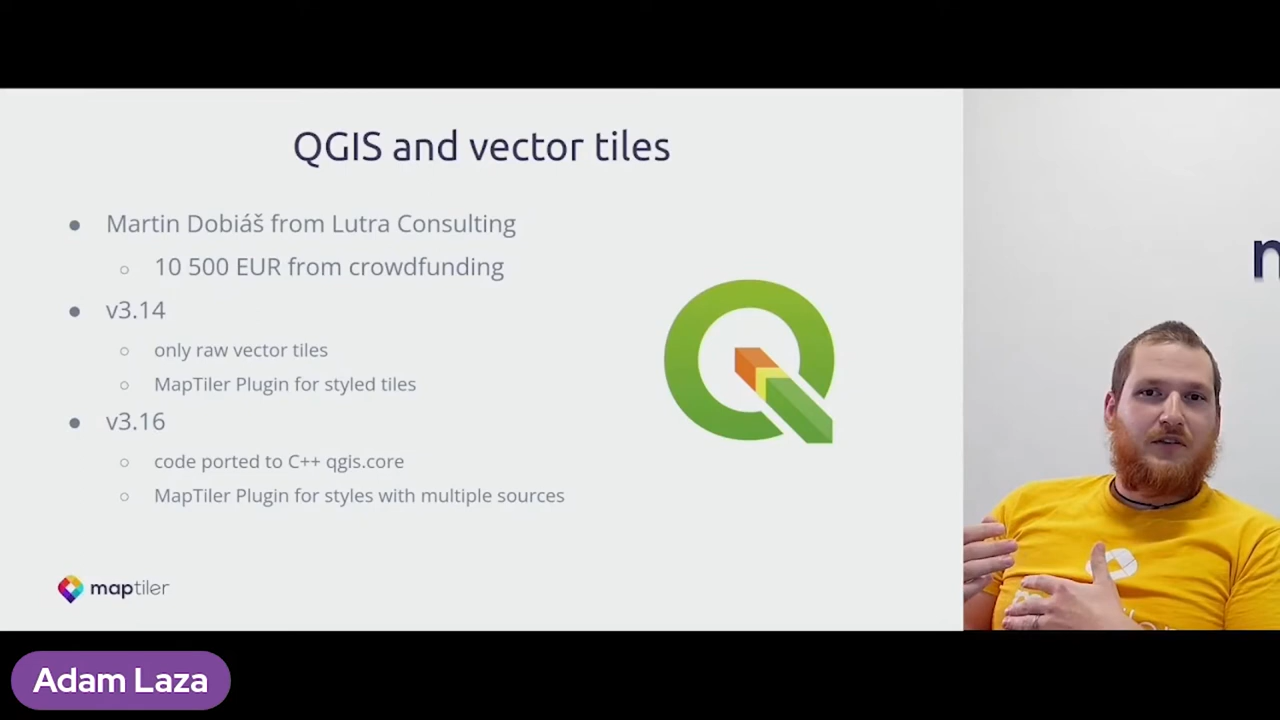 QGIS and vector tiles
● Martin Dobiáš from Lutra Consulting
○ 10 500 EUR from crowdfunding
● v3.14
○ only raw vector tiles
○ MapTiler Plugin for styled tiles
● v3.16
○ code ported to C++ qgis.core
○ MapTiler Plugin for styles with multiple sources
maptiler
Adam Laza